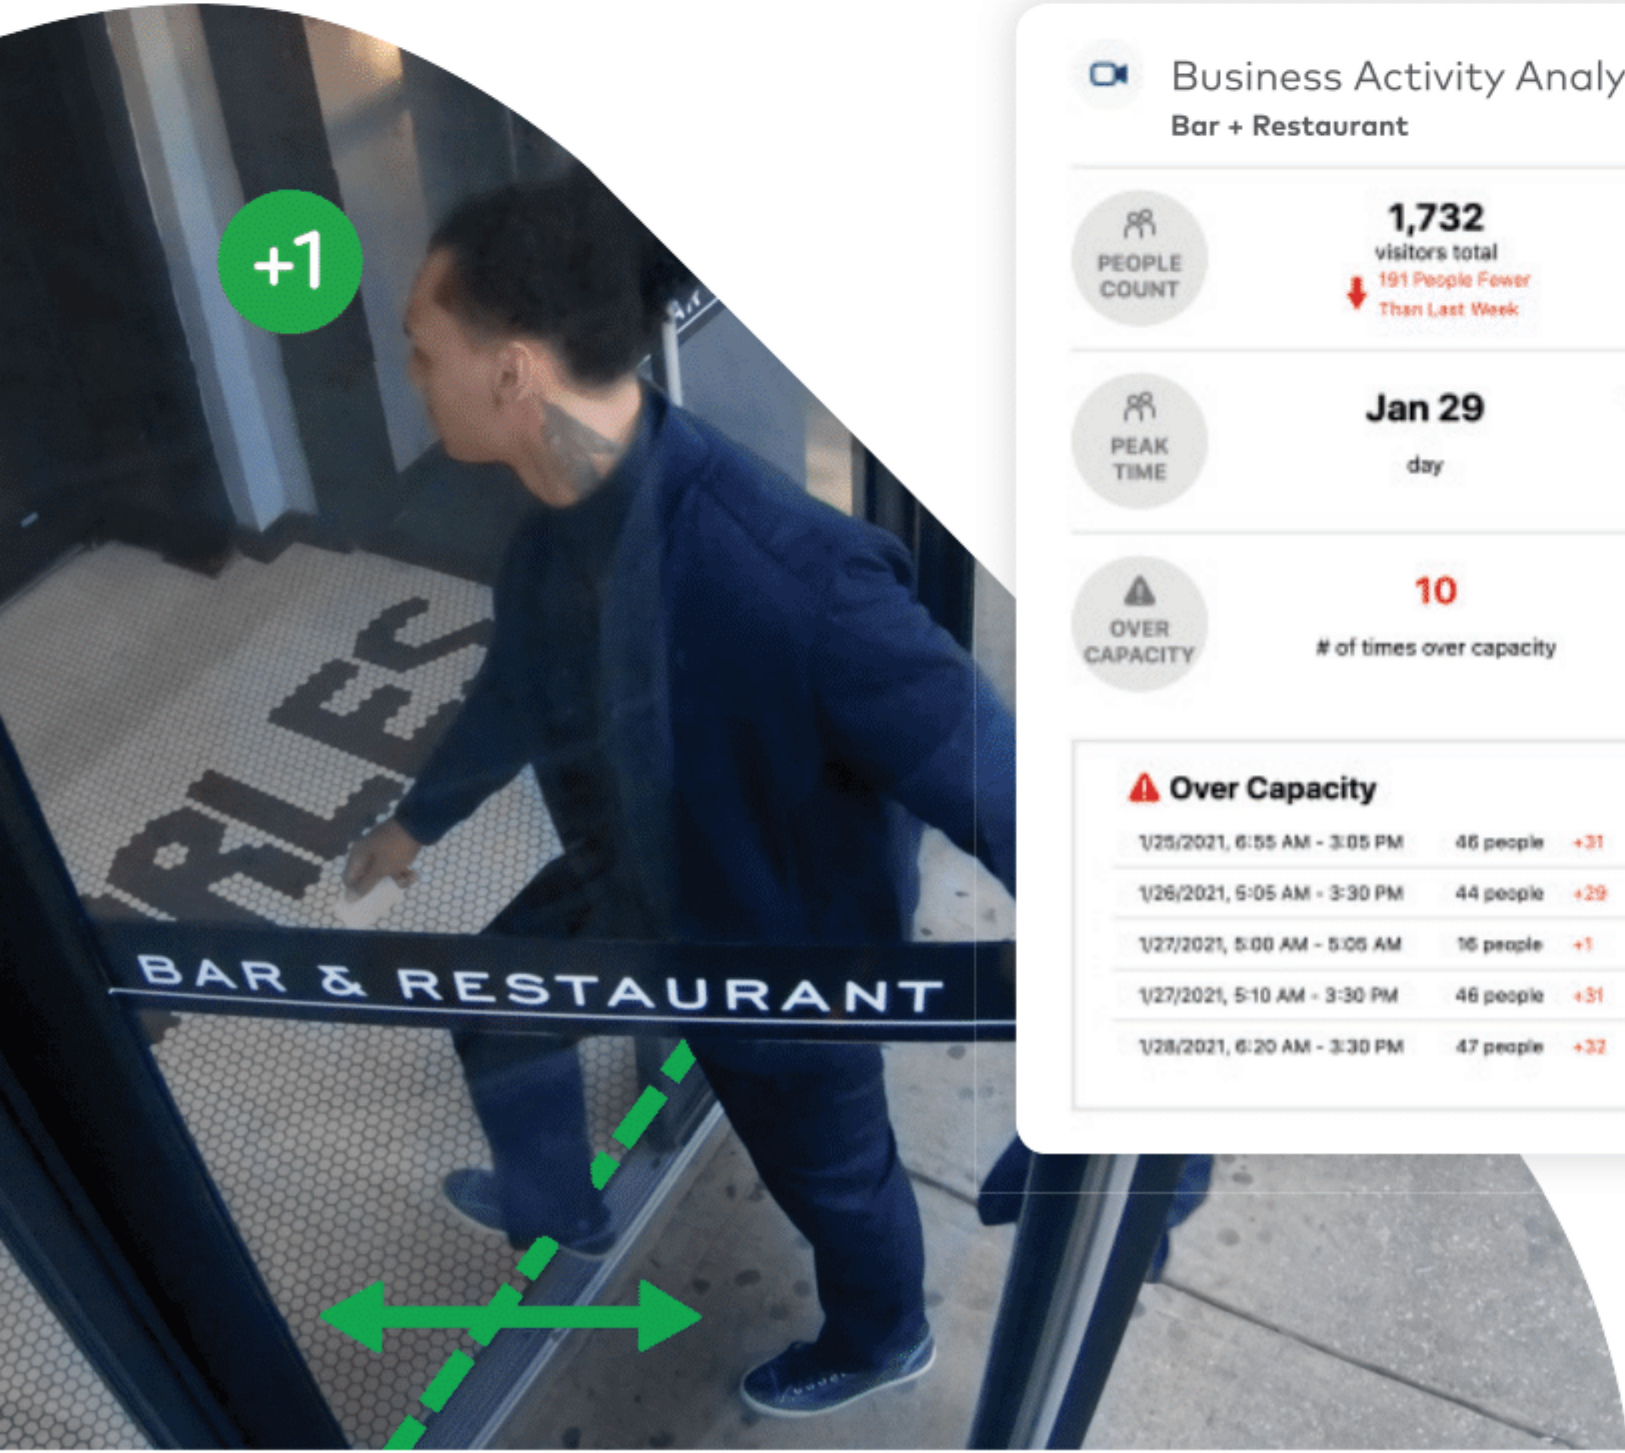 +1
RLES
BAR & RESTAURANT
Business Activity Analy
Bar + Restaurant
PEOPLE
COUNT
1,732
visitors total
191 People Fewer
Than Last Week
PEAK
TIME
Jan 29
day
OVER
CAPACITY
10
# of times over capacity
Over Capacity
1/25/2021, 6:55 AM - 3:05 PM 46 people +31
1/26/2021, 5:05 AM - 3:30 PM 44 people +29
1/27/2021, 5:00 AM - 5:05 AM 16 people +1
1/27/2021, 5:10 AM - 3:30 PM 46 people +31
1/28/2021, 6:20 AM - 3:30 PM 47 people +32